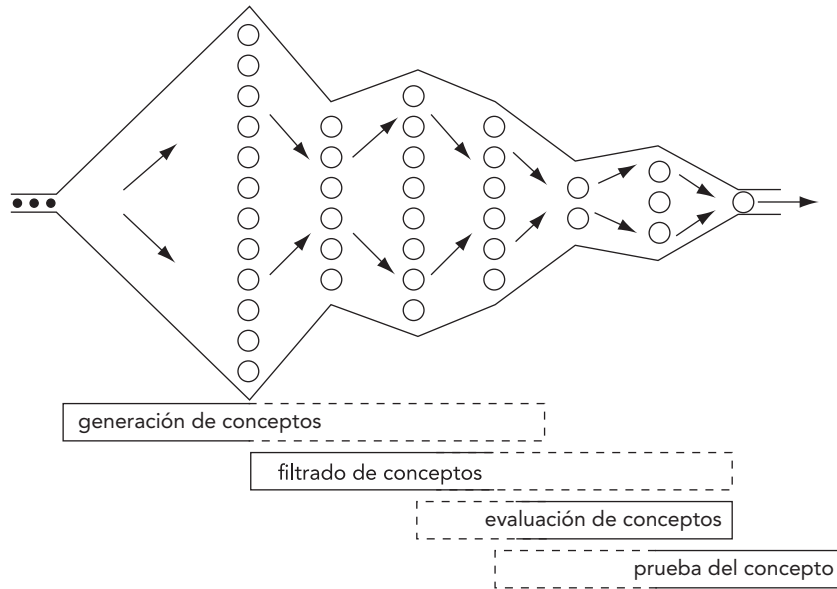 generación de conceptos
filtrado de conceptos
evaluación de conceptos
prueba del concepto